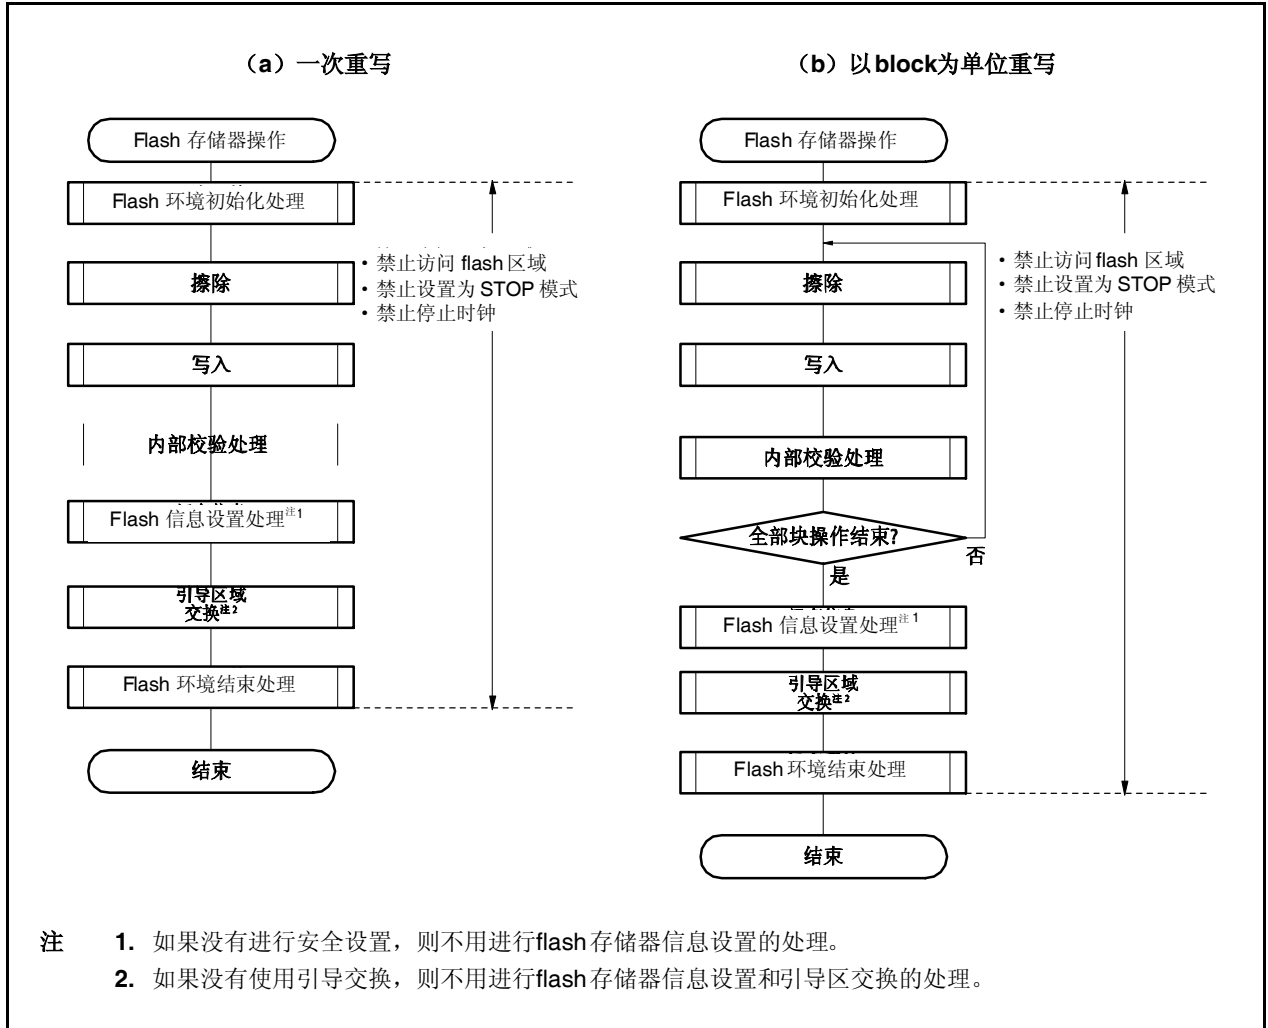 （a）一次重写
Flash 存储器操作
Flash 环境初始化处理
擦除
写入
内部校验处理
Flash 信息设置处理注1
引导区域
交换注2
Flash 环境结束处理
结束
· 禁止访问 flash 区域
· 禁止设置为 STOP 模式
· 禁止停止时钟
（b）以block为单位重写
Flash 存储器操作
Flash 环境初始化处理
擦除
写入
内部校验处理
全部块操作结束?
否
是
Flash 信息设置处理注1
引导区域
交换注2
Flash 环境结束处理
结束
· 禁止访问 flash 区域
· 禁止设置为 STOP 模式
· 禁止停止时钟
注 1. 如果没有进行安全设置，则不用进行flash存储器信息设置的处理。
2. 如果没有使用引导交换，则不用进行flash存储器信息设置和引导区交换的处理。